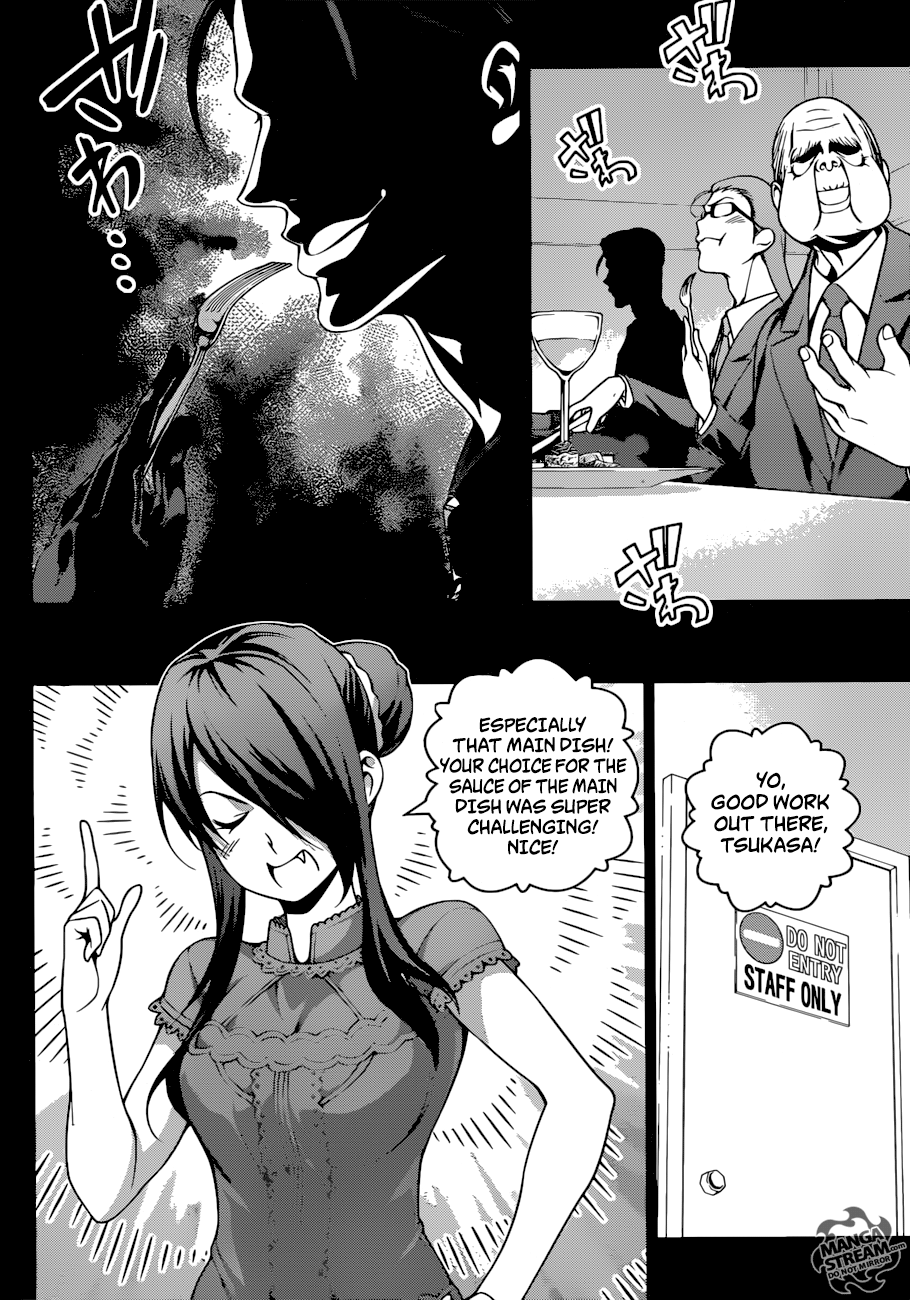 ざわ
ざわ
ざわ
ざわ...
YO,
GOOD WORK
OUT THERE,
TSUKASA!
DO NOT
ENTRY
STAFF ONLY
ESPECIALLY
THAT MAIN DISH!
YOUR CHOICE FOR THE
SAUCE OF THE MAIN
DISH WAS SUPER
CHALLENGING!
NICE!
MANGA
STREAM.com
DO NOT MIRROR